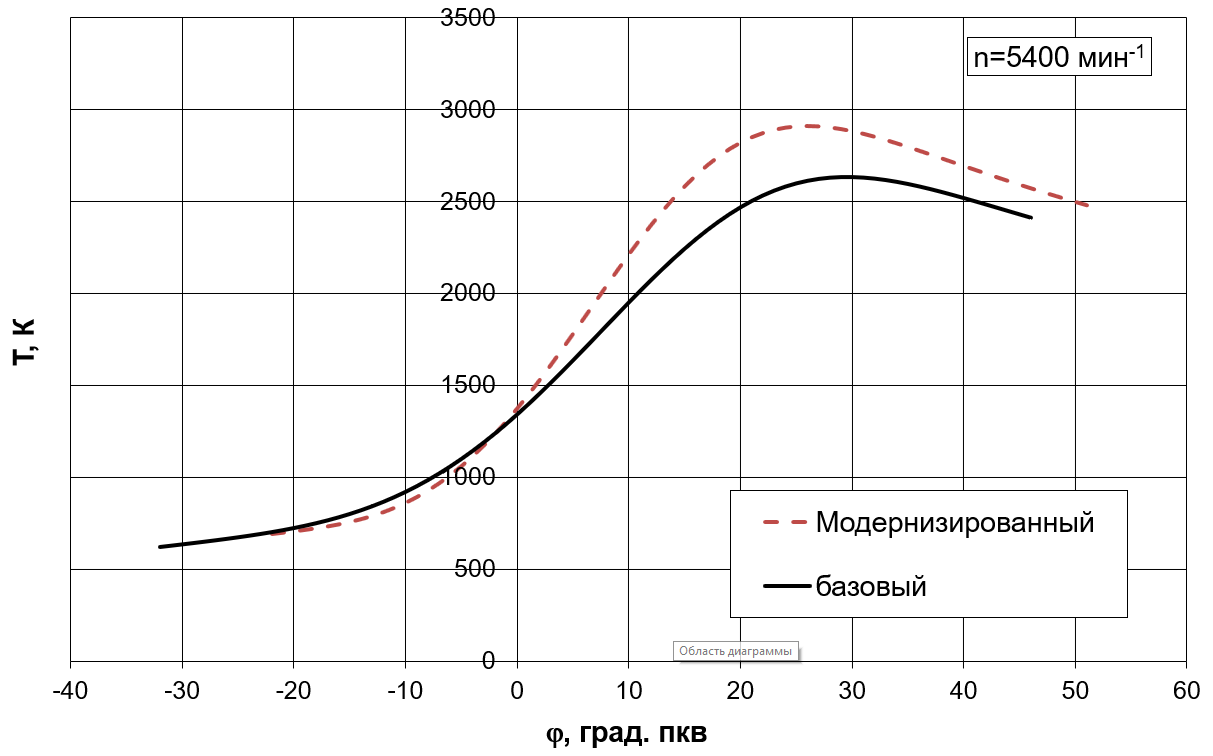 3500
n=5400 мин-1
3000
2500
2000
T, К
1500
1000
Модернизированный
500
базовый
Область диаграммы
0
-40 -30 -20 -10 0 10 20 30 40 50 60
φ, град. пкв